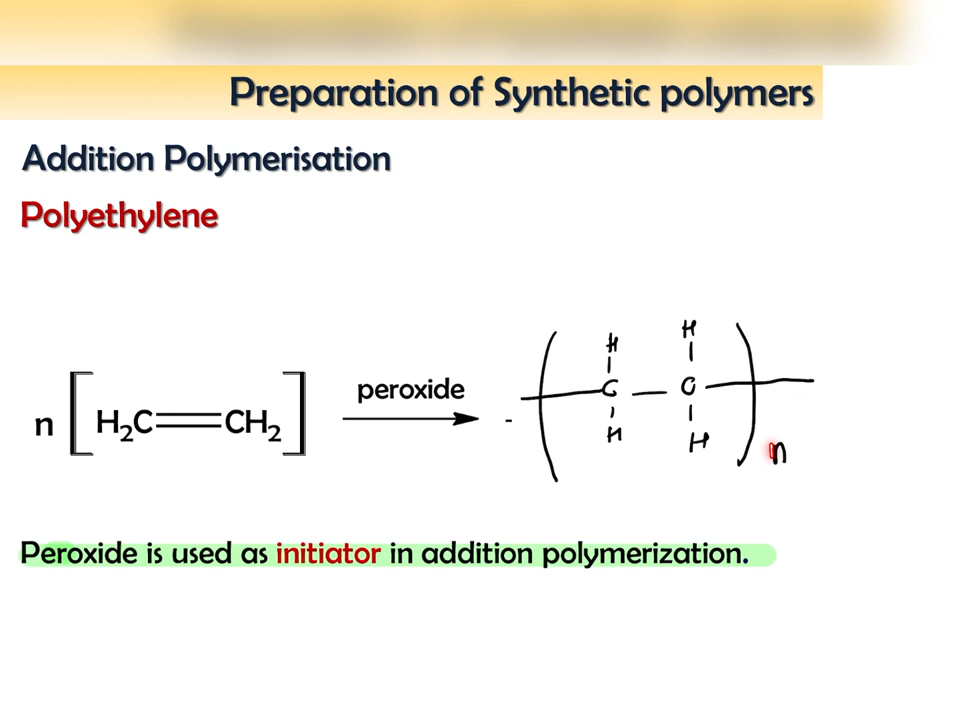 Preparation of Synthetic polymers
Addition Polymerisation
Polyethylene
n [ H₂C=CH₂ ] peroxide
H H
C — C
H H
n
Peroxide is used as initiator in addition polymerization.